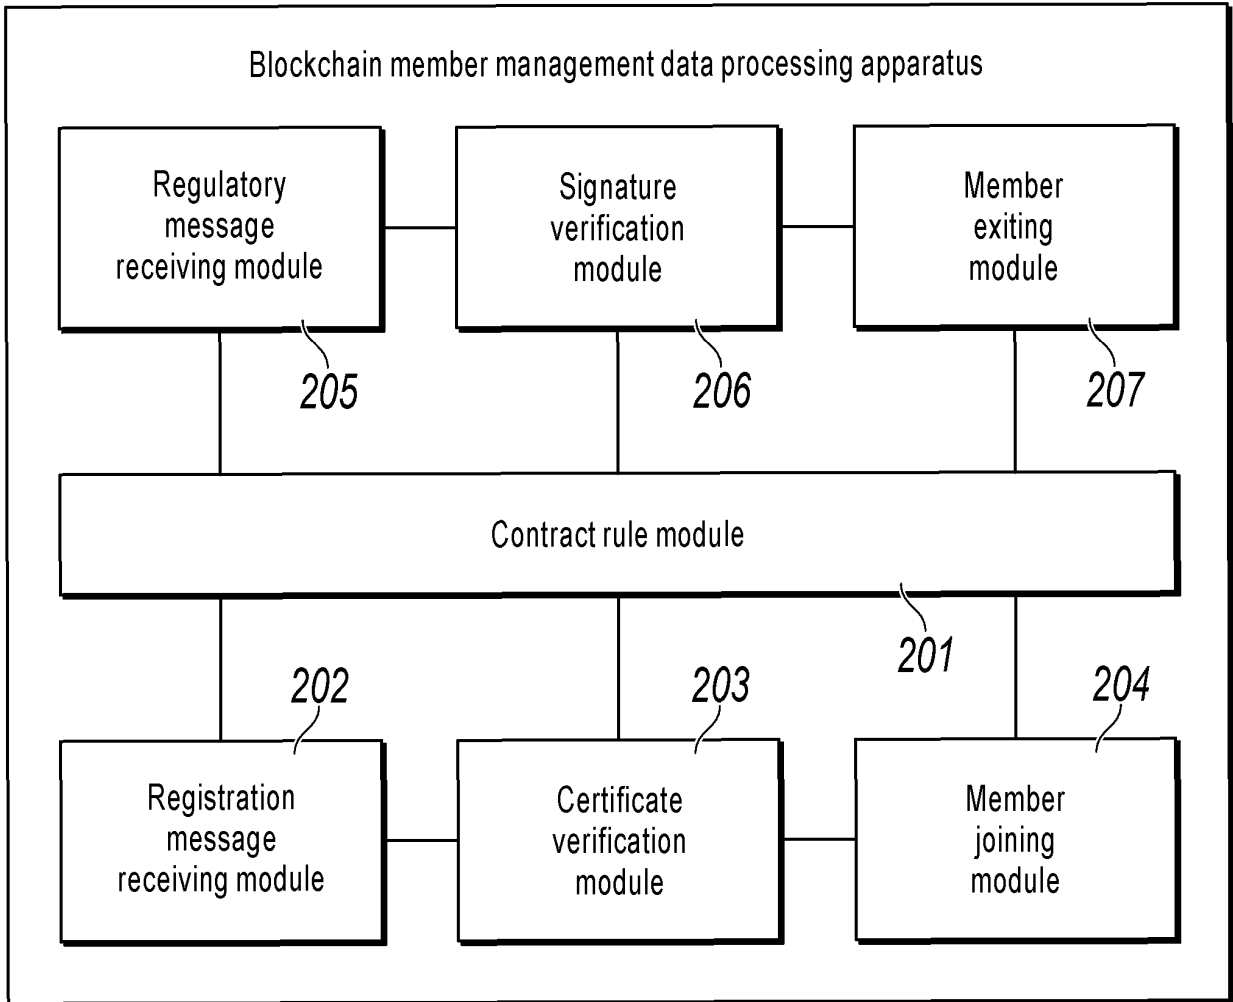 Blockchain member management data processing apparatus
Regulatory
message
receiving module
205
Signature
verification
module
206
Member
exiting
module
207
Contract rule module
201
202
Registration
message
receiving module
203
Certificate
verification
module
204
Member
joining
module